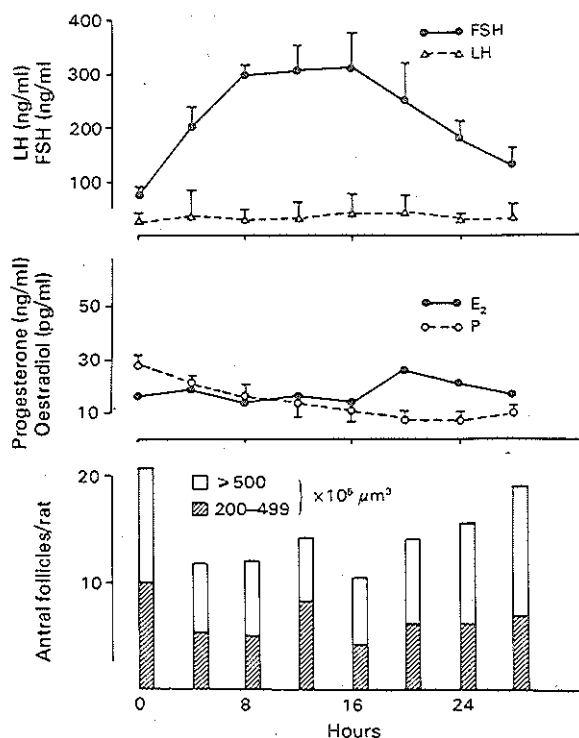 400
300
200
100
LH (ng/ml)
FSH (ng/ml
FSH
LH
50
30
10
Progesterone (ng/ml)
Oestradiol (pg/ml)
E₂
P
20
10
Antral follicles/rat
> 500
200–499
×10⁵ μm³
0 8 16 24
Hours